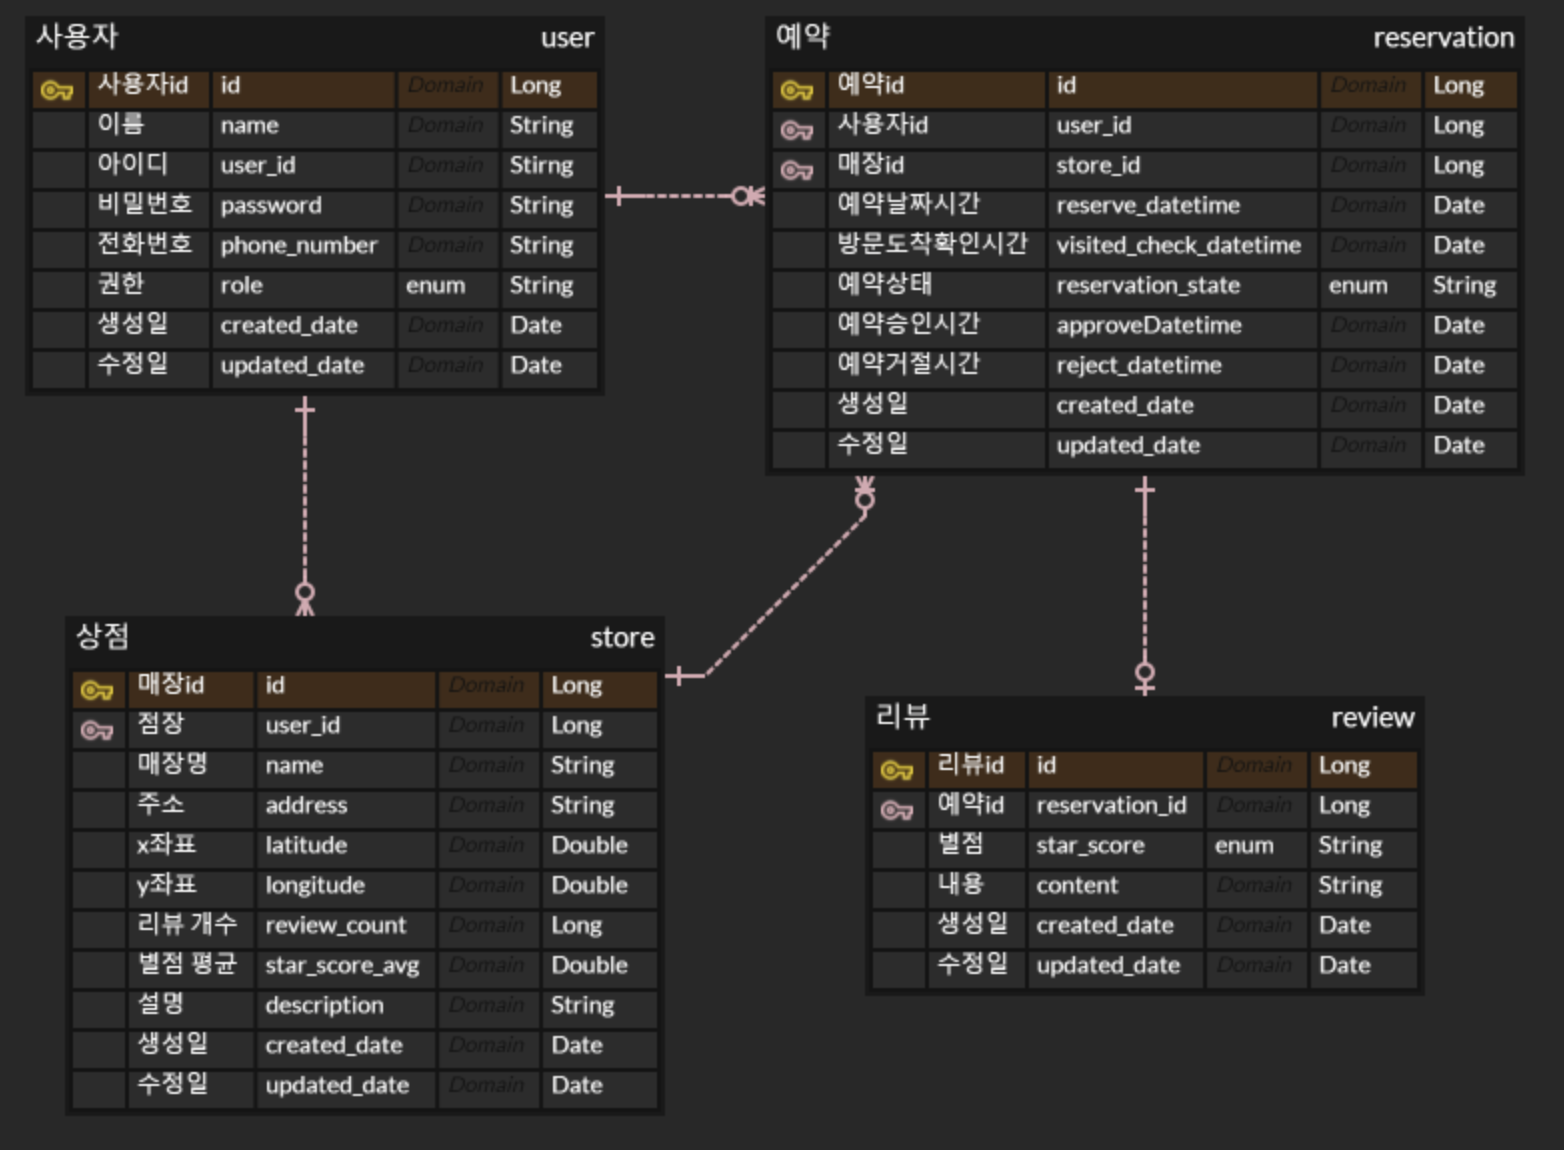 사용자 user
사용자id id Domain Long
이름 name Domain String
아이디 user_id Domain Stirng
비밀번호 password Domain String
전화번호 phone_number Domain String
권한 role enum String
생성일 created_date Domain Date
수정일 updated_date Domain Date
예약 reservation
예약id id Domain Long
사용자id user_id Domain Long
매장id store_id Domain Long
예약날짜시간 reserve_datetime Domain Date
방문도착확인시간 visited_check_datetime Domain Date
예약상태 reservation_state enum String
예약승인시간 approveDatetime Domain Date
예약거절시간 reject_datetime Domain Date
생성일 created_date Domain Date
수정일 updated_date Domain Date
상점 store
매장id id Domain Long
점장 user_id Domain Long
매장명 name Domain String
주소 address Domain String
x좌표 latitude Domain Double
y좌표 longitude Domain Double
리뷰 개수 review_count Domain Long
별점 평균 star_score_avg Domain Double
설명 description Domain String
생성일 created_date Domain Date
수정일 updated_date Domain Date
리뷰 review
리뷰id id Domain Long
예약id reservation_id Domain Long
별점 star_score enum String
내용 content Domain String
생성일 created_date Domain Date
수정일 updated_date Domain Date